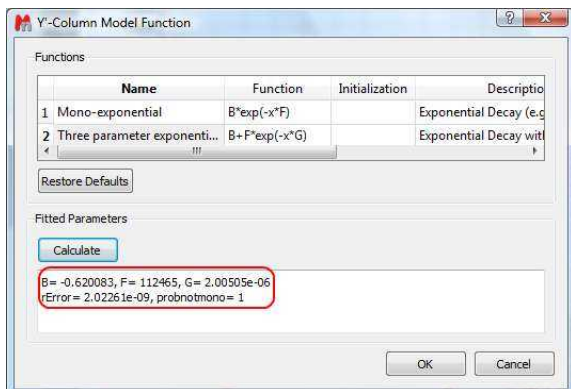 Y'-Column Model Function
Functions
Name Function Initialization Descriptio
1 Mono-exponential B*exp(-x*F) Exponential Decay (e.g
2 Three parameter exponenti... B+F*exp(-x*G) Exponential Decay witl
Restore Defaults
Fitted Parameters
Calculate
B= -0.620083, F= 112465, G= 2.00505e-06
rError= 2.02261e-09, probnotmono= 1
OK Cancel